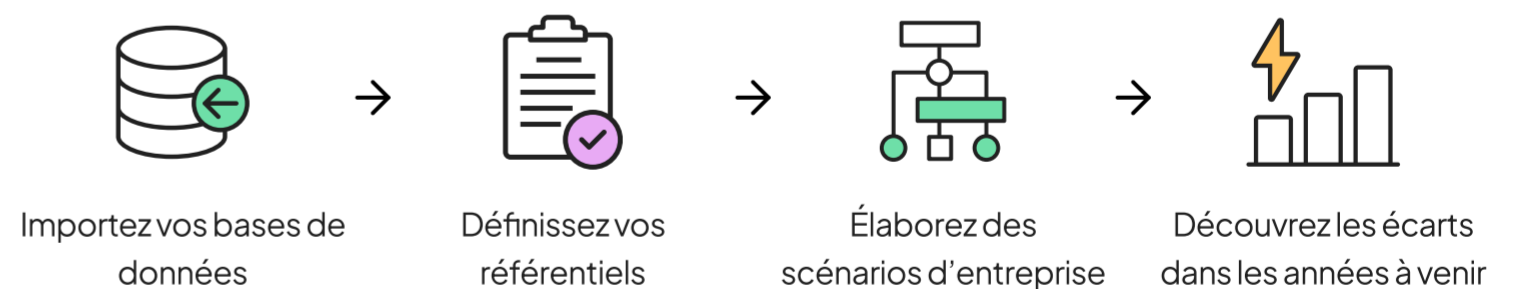 Importez vos bases de
données
Définissez vos
référentiels
Élaborez des
scénarios d’entreprise
Découvrez les écarts
dans les années à venir